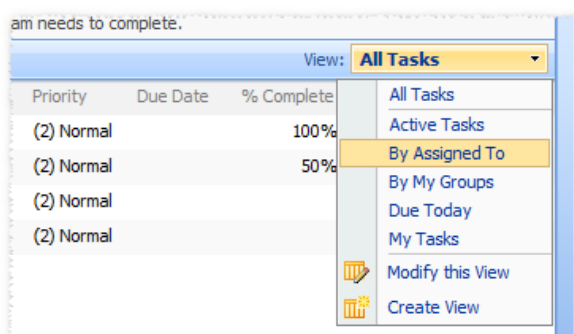 am needs to complete.
View: All Tasks
Priority Due Date % Complete All Tasks
(2) Normal 100% Active Tasks
(2) Normal 50% By Assigned To
(2) Normal By My Groups
(2) Normal Due Today
My Tasks
Modify this View
Create View